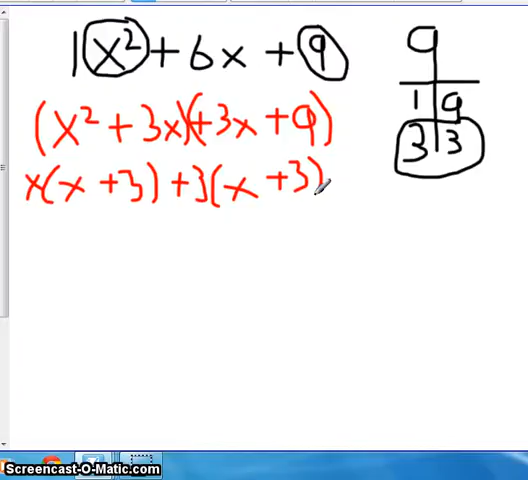 1x² + 6x + 9
9
1 9
3 3
(x² + 3x)(+3x + 9)
x(x + 3) + 3(x + 3)
Screencast-O-Matic.com